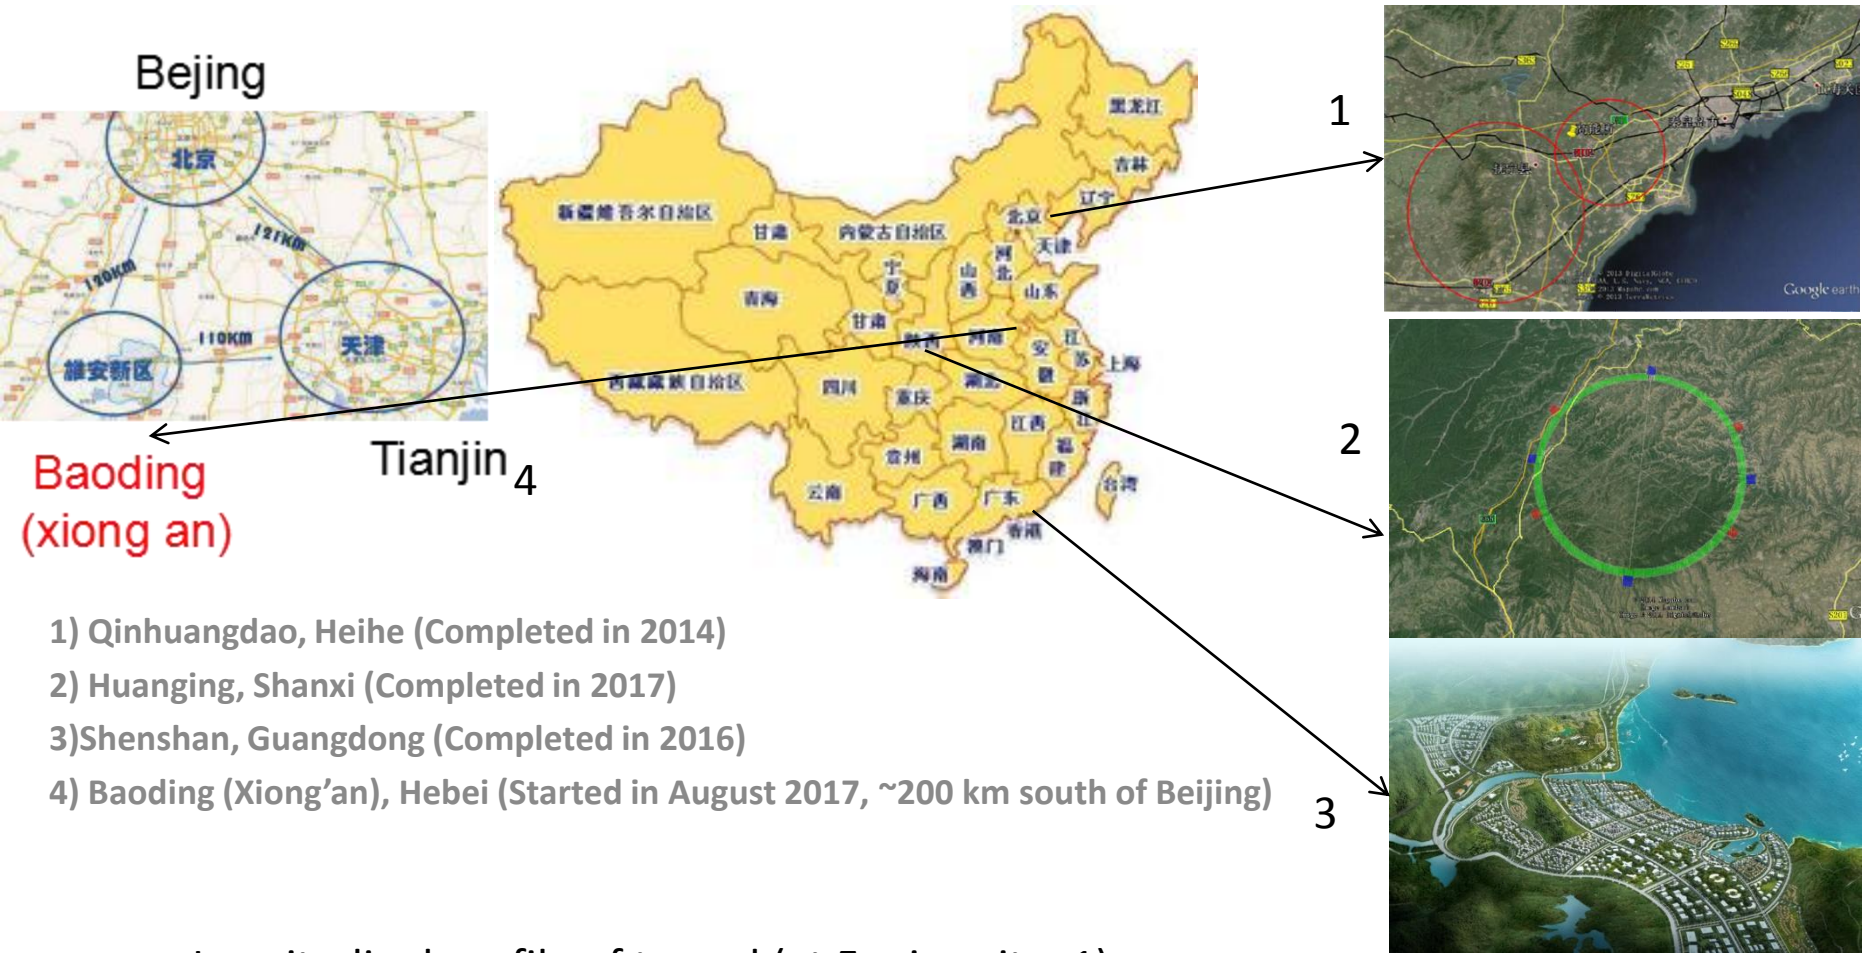 Bejing
北京
121KM
120KM
110KM
雄安新区
天津
Baoding
(xiong an)
Tianjin
4
黑龙江
吉林
辽宁
新疆维吾尔自治区
甘肃
内蒙古自治区
北京
天津
河北
山西
宁夏
山东
青海
甘肃
陕西
河南
江苏
安徽
上海
西藏藏族自治区
四川
重庆
湖北
浙江
江西
湖南
福建
贵州
云南
广西
广东
台湾
香港
澳门
海南
1
Google earth
2
3
1) Qinhuangdao, Heihe (Completed in 2014)
2) Huanging, Shanxi (Completed in 2017)
3)Shenshan, Guangdong (Completed in 2016)
4) Baoding (Xiong’an), Hebei (Started in August 2017, ~200 km south of Beijing)